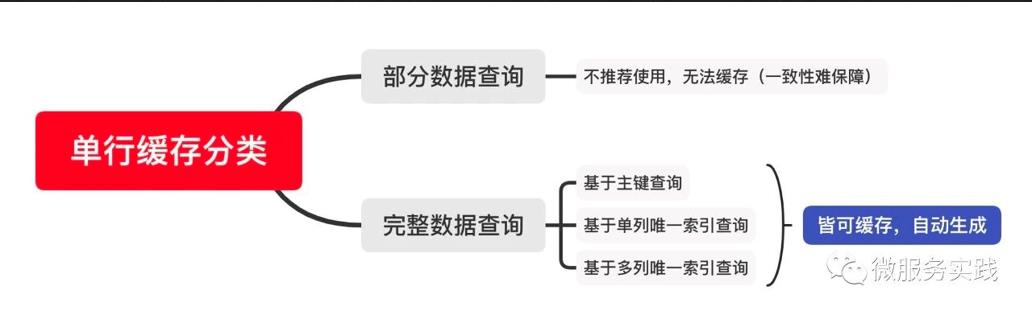 单行缓存分类
部分数据查询
不推荐使用，无法缓存（一致性难保障）
完整数据查询
基于主键查询
基于单列唯一索引查询
基于多列唯一索引查询
皆可缓存，自动生成
微服务实践